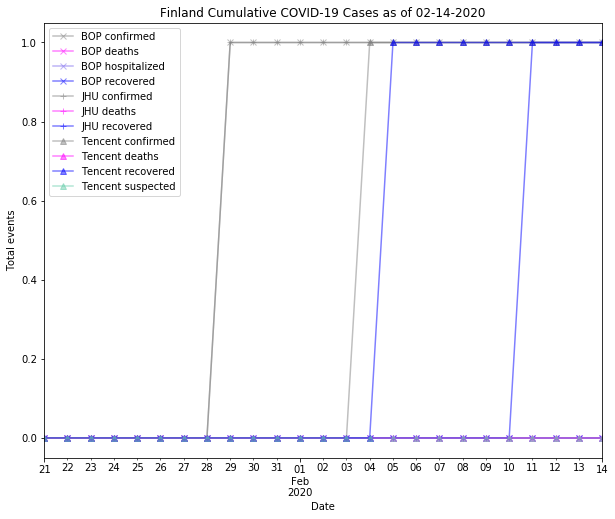 Finland Cumulative COVID-19 Cases as of 02-14-2020
BOP confirmed
BOP deaths
BOP hospitalized
BOP recovered
JHU confirmed
JHU deaths
JHU recovered
Tencent confirmed
Tencent deaths
Tencent recovered
Tencent suspected
1.0
0.8
0.6
0.4
0.2
0.0
Total events
21 22 23 24 25 26 27 28 29 30 31 01 02 03 04 05 06 07 08 09 10 11 12 13 14
Feb
2020
Date